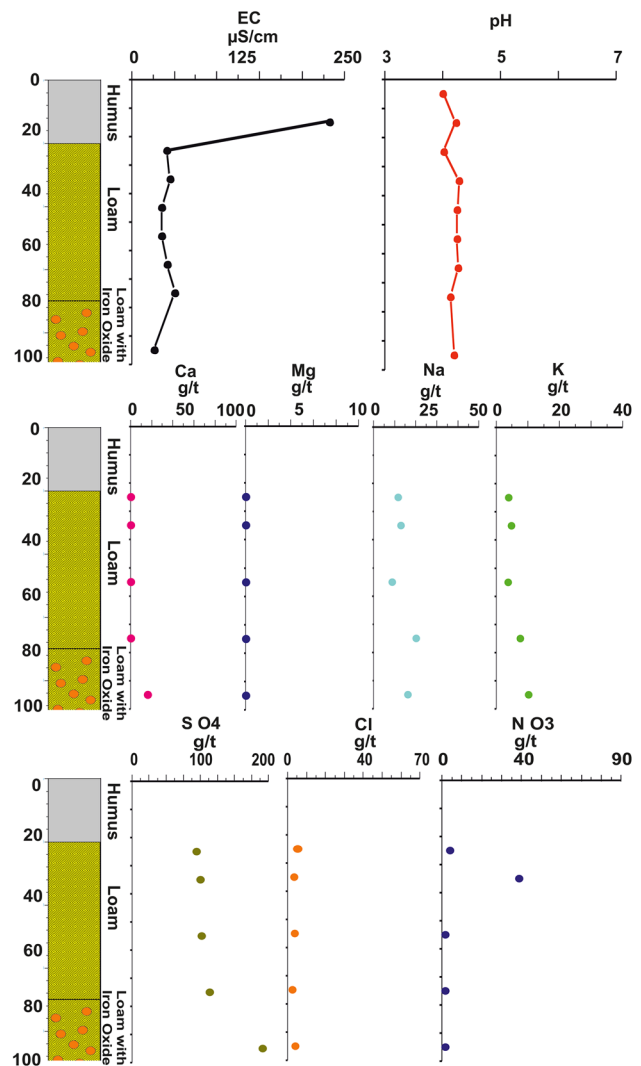 EC
µS/cm
pH
0 125 250
3 5 7
0
20
40
60
80
100
Humus
Loam
Loam with
Iron Oxide
Ca
g/t
Mg
g/t
Na
g/t
K
g/t
0 50 100
0 5 10
0 25 50
0 20 40
0
20
40
60
80
100
Humus
Loam
Loam with
Iron Oxide
S O4
g/t
Cl
g/t
N O3
g/t
0 100 200
0 35 70
0 40 90
0
20
40
60
80
100
Humus
Loam
Loam with
Iron Oxide